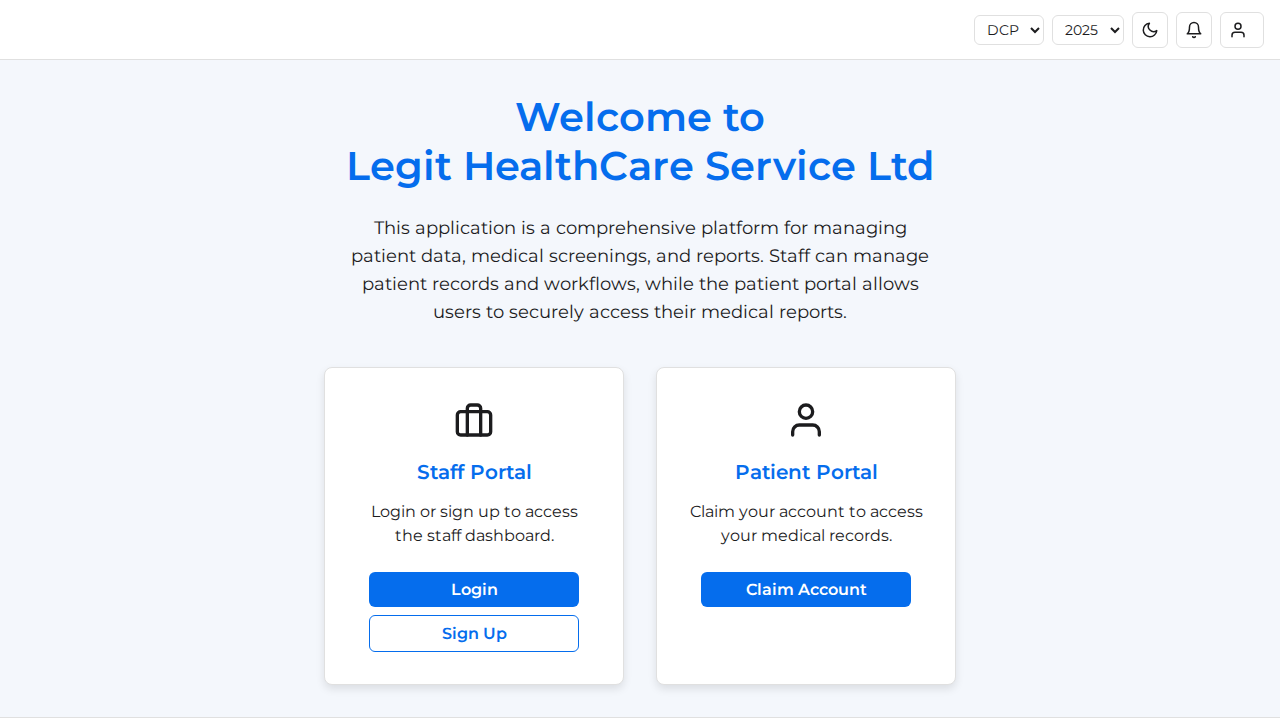 DCP
2025
Welcome to
Legit HealthCare Service Ltd
This application is a comprehensive platform for managing
patient data, medical screenings, and reports. Staff can manage
patient records and workflows, while the patient portal allows
users to securely access their medical reports.
Staff Portal
Login or sign up to access
the staff dashboard.
Login
Sign Up
Patient Portal
Claim your account to access
your medical records.
Claim Account